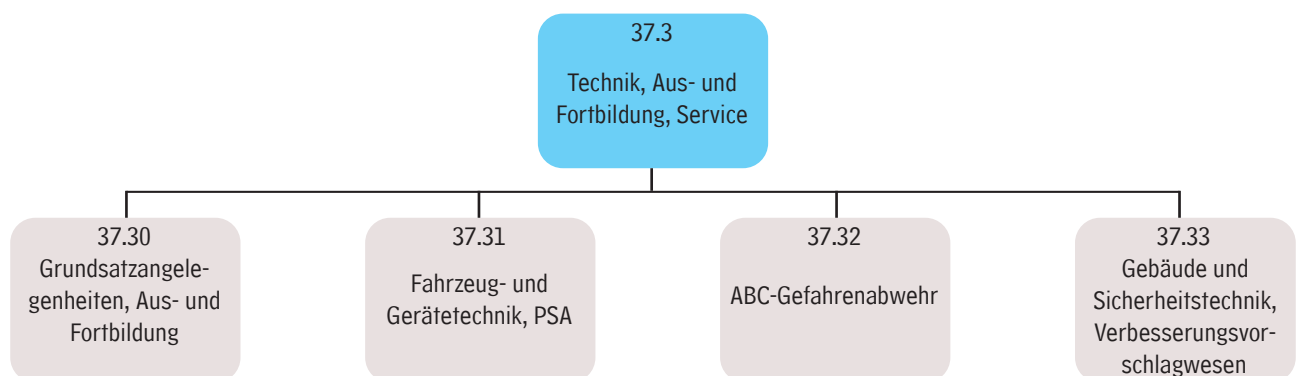 37.3
Technik, Aus- und
Fortbildung, Service
37.30
Grundsatzangele-
genheiten, Aus- und
Fortbildung
37.31
Fahrzeug- und
Gerätetechnik, PSA
37.32
ABC-Gefahrenabwehr
37.33
Gebäude und
Sicherheitstechnik,
Verbesserungsvor-
schlagwesen